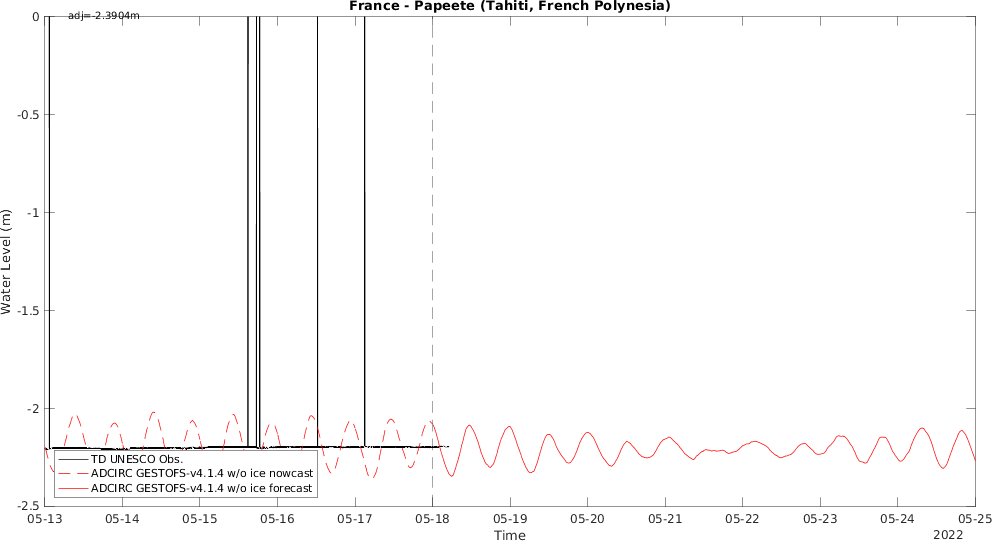 France - Papeete (Tahiti, French Polynesia)
adj=-2.3904m
0
-0.5
-1
-1.5
-2
-2.5
Water Level (m)
TD UNESCO Obs.
ADCIRC GESTOFS-v4.1.4 w/o ice nowcast
ADCIRC GESTOFS-v4.1.4 w/o ice forecast
05-13 05-14 05-15 05-16 05-17 05-18 05-19 05-20 05-21 05-22 05-23 05-24 05-25
Time
2022